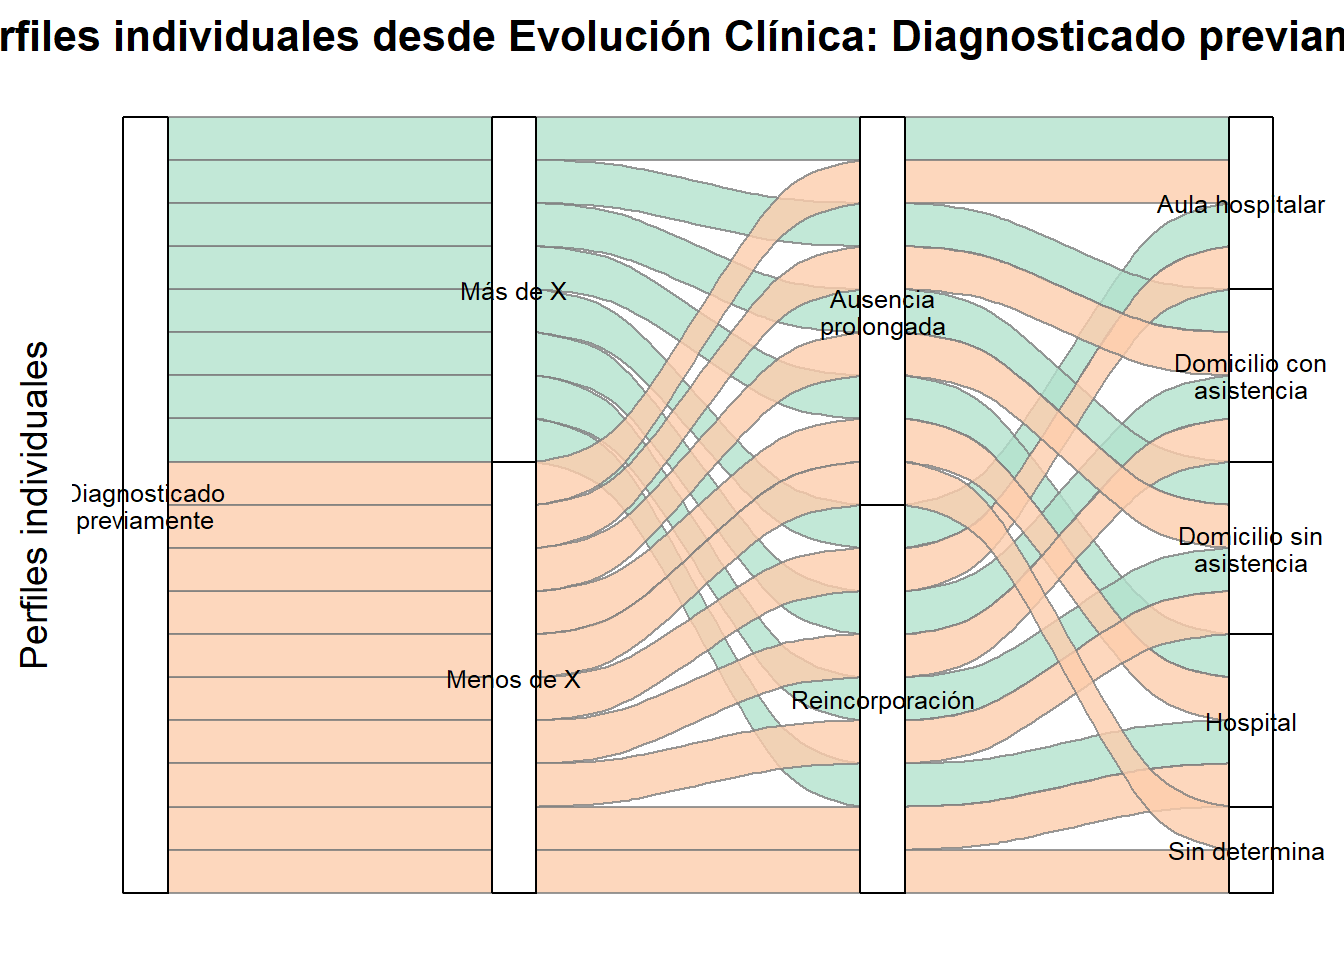 rfiles individuales desde Evolución Clínica: Diagnosticado previam
Perfiles individuales
Diagnosticado
previamente
Más de X
Menos de X
Ausencia
prolongada
Reincorporación
Aula hospitalar
Domicilio con
asistencia
Domicilio sin
asistencia
Hospital
Sin determina